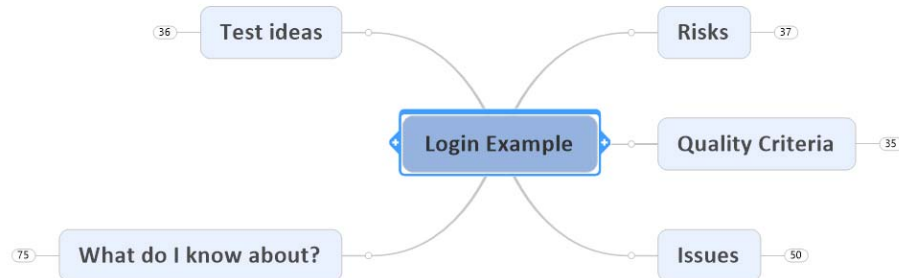 36 Test ideas
Risks 37
Login Example
Quality Criteria 35
75 What do I know about?
Issues 50